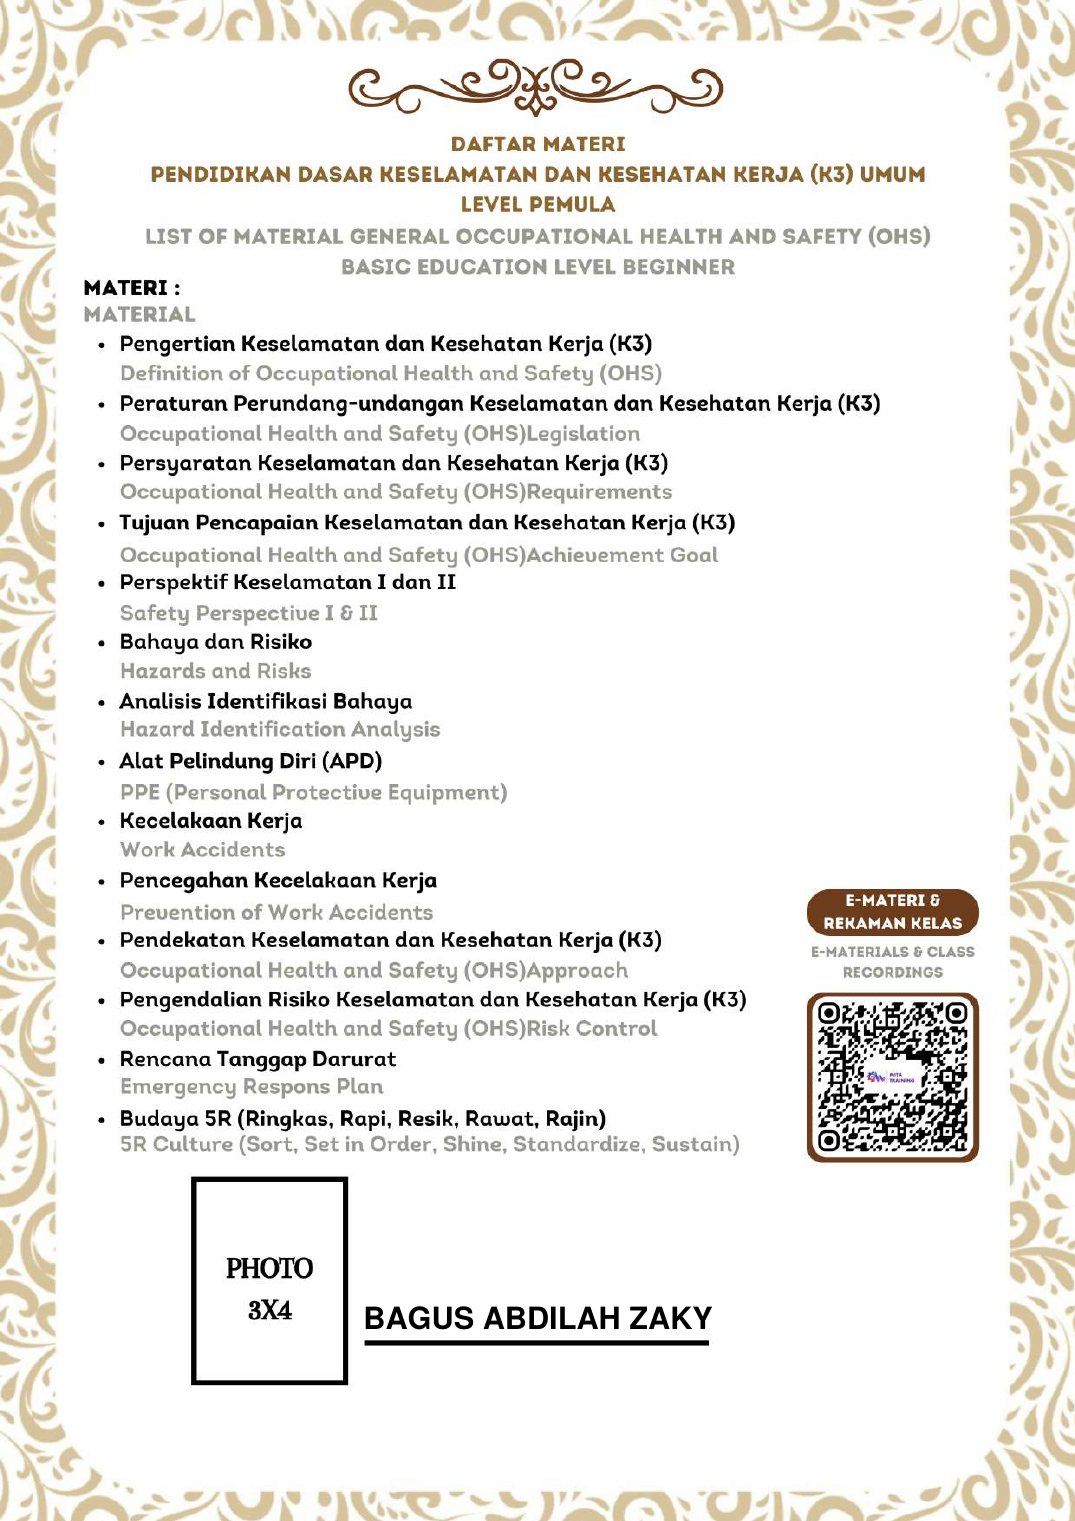 DAFTAR MATERI
PENDIDIKAN DASAR KESELAMATAN DAN KESEHATAN KERJA (K3) UMUM
LEVEL PEMULA
LIST OF MATERIAL GENERAL OCCUPATIONAL HEALTH AND SAFETY (OHS)
BASIC EDUCATION LEVEL BEGINNER
MATERI :
MATERIAL
• Pengertian Keselamatan dan Kesehatan Kerja (K3)
Definition of Occupational Health and Safety (OHS)
• Peraturan Perundang-undangan Keselamatan dan Kesehatan Kerja (K3)
Occupational Health and Safety (OHS)Legislation
• Persyaratan Keselamatan dan Kesehatan Kerja (K3)
Occupational Health and Safety (OHS)Requirements
• Tujuan Pencapaian Keselamatan dan Kesehatan Kerja (K3)
Occupational Health and Safety (OHS)Achievement Goal
• Perspektif Keselamatan I dan II
Safety Perspective I & II
• Bahaya dan Risiko
Hazards and Risks
• Analisis Identifikasi Bahaya
Hazard Identification Analysis
• Alat Pelindung Diri (APD)
PPE (Personal Protective Equipment)
• Kecelakaan Kerja
Work Accidents
• Pencegahan Kecelakaan Kerja
Prevention of Work Accidents
• Pendekatan Keselamatan dan Kesehatan Kerja (K3)
Occupational Health and Safety (OHS)Approach
• Pengendalian Risiko Keselamatan dan Kesehatan Kerja (K3)
Occupational Health and Safety (OHS)Risk Control
• Rencana Tanggap Darurat
Emergency Respons Plan
• Budaya 5R (Ringkas, Rapi, Resik, Rawat, Rajin)
5R Culture (Sort, Set in Order, Shine, Standardize, Sustain)
E-MATERI &
REKAMAN KELAS
E-MATERIALS & CLASS
RECORDINGS
TRAINING
PHOTO
3X4
BAGUS ABDILAH ZAKY